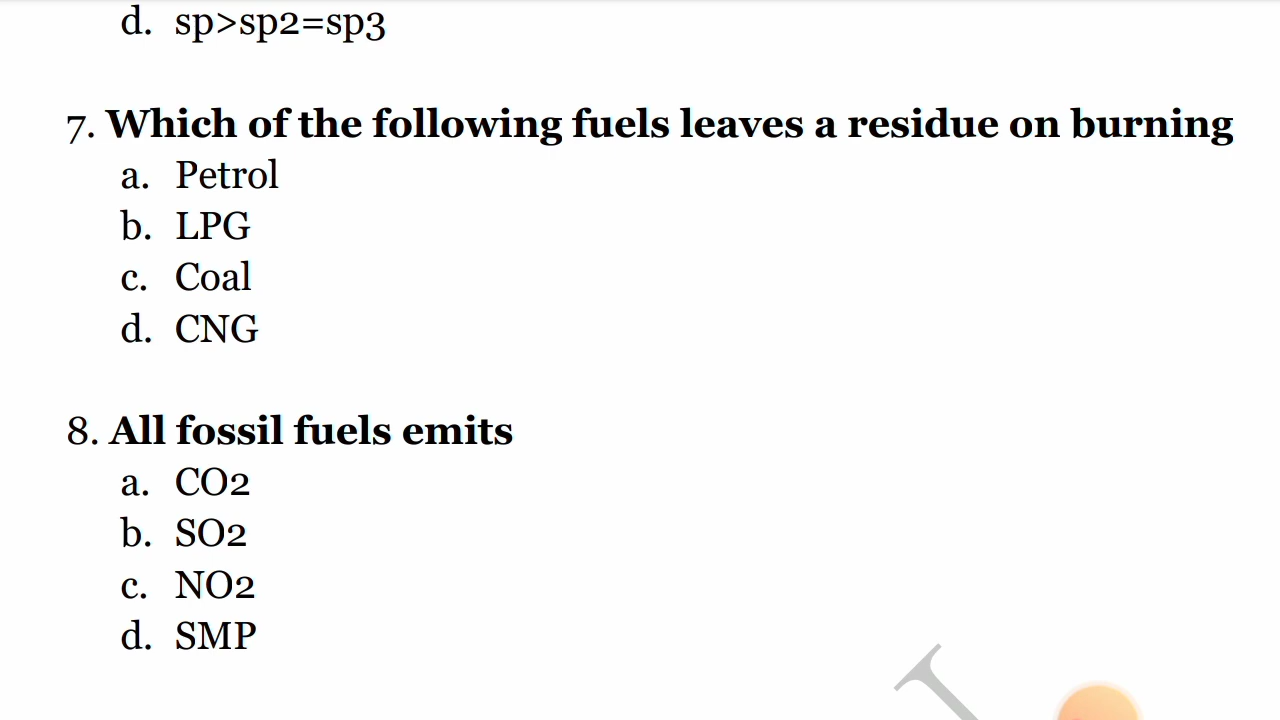 d. sp>sp2=sp3
7. Which of the following fuels leaves a residue on burning
a. Petrol
b. LPG
c. Coal
d. CNG
8. All fossil fuels emits
a. CO2
b. SO2
c. NO2
d. SMP